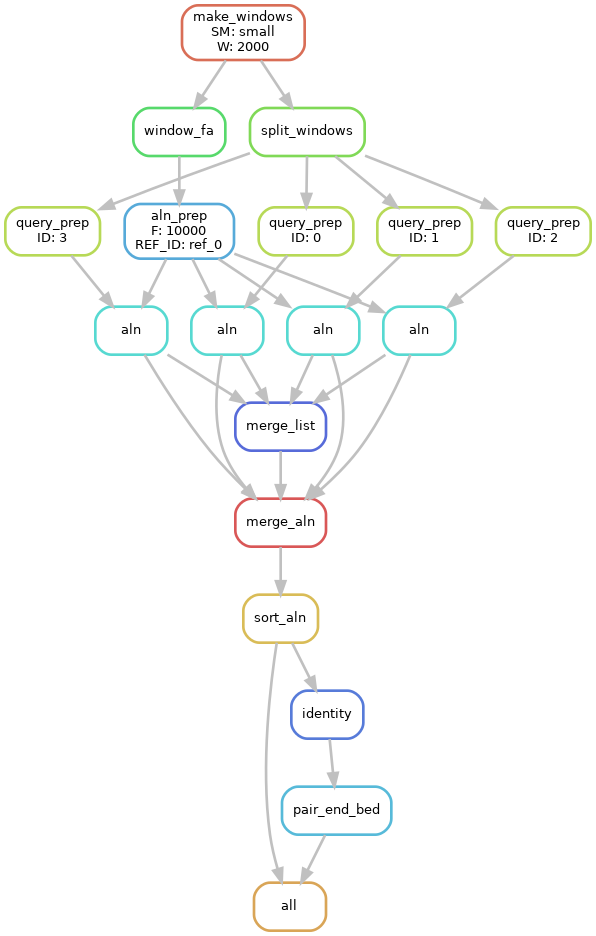 make_windows
SM: small
W: 2000
window_fa
split_windows
query_prep
ID: 3
aln_prep
F: 10000
REF_ID: ref_0
query_prep
ID: 0
query_prep
ID: 1
query_prep
ID: 2
aln
aln
aln
aln
merge_list
merge_aln
sort_aln
identity
pair_end_bed
all